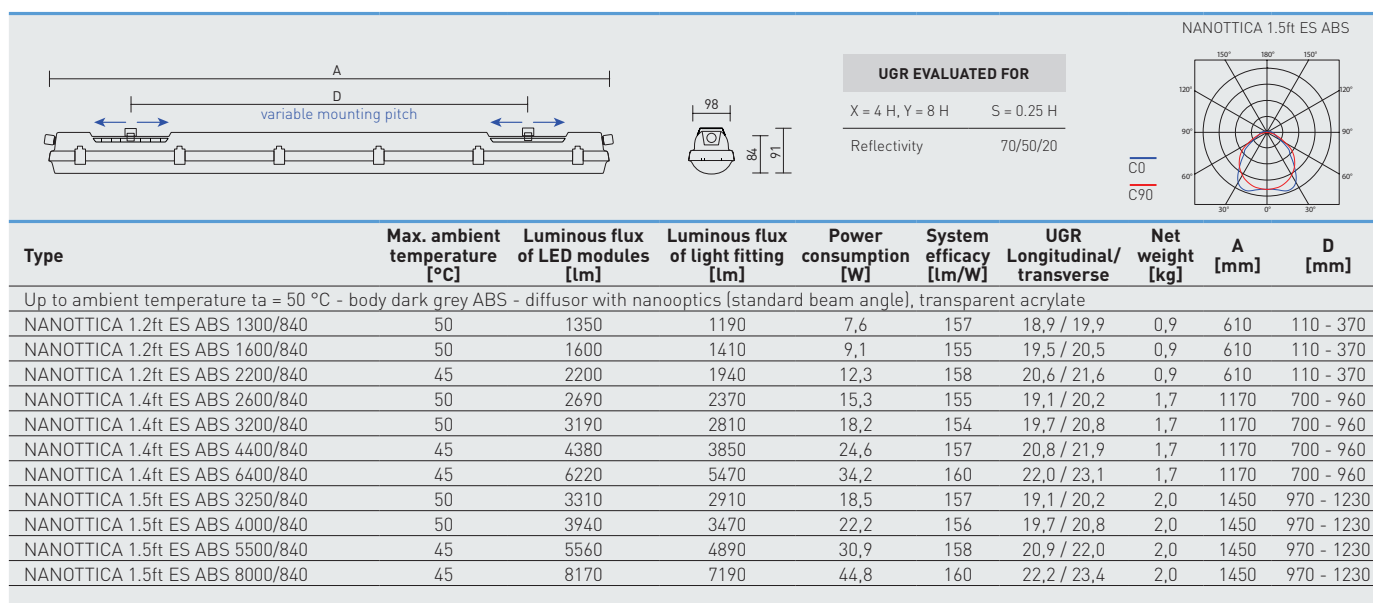 NANOTTICA 1.5ft ES ABS
A
D
variable mounting pitch
98
84
91
UGR EVALUATED FOR
X = 4 H, Y = 8 H S = 0.25 H
Reflectivity 70/50/20
C0
C90
150° 180° 150°
120° 120°
90° 90°
60° 60°
30° 0° 30°
Type Max. ambient temperature [°C] Luminous flux of LED modules [lm] Luminous flux of light fitting [lm] Power consumption [W] System efficacy [lm/W] UGR Longitudinal/ transverse Net weight [kg] A [mm] D [mm]
Up to ambient temperature ta = 50 °C - body dark grey ABS - diffusor with nanooptics (standard beam angle), transparent acrylate
NANOTTICA 1.2ft ES ABS 1300/840 50 1350 1190 7,6 157 18,9 / 19,9 0,9 610 110 - 370
NANOTTICA 1.2ft ES ABS 1600/840 50 1600 1410 9,1 155 19,5 / 20,5 0,9 610 110 - 370
NANOTTICA 1.2ft ES ABS 2200/840 45 2200 1940 12,3 158 20,6 / 21,6 0,9 610 110 - 370
NANOTTICA 1.4ft ES ABS 2600/840 50 2690 2370 15,3 155 19,1 / 20,2 1,7 1170 700 - 960
NANOTTICA 1.4ft ES ABS 3200/840 50 3190 2810 18,2 154 19,7 / 20,8 1,7 1170 700 - 960
NANOTTICA 1.4ft ES ABS 4400/840 45 4380 3850 24,6 157 20,8 / 21,9 1,7 1170 700 - 960
NANOTTICA 1.4ft ES ABS 6400/840 45 6220 5470 34,2 160 22,0 / 23,1 1,7 1170 700 - 960
NANOTTICA 1.5ft ES ABS 3250/840 50 3310 2910 18,5 157 19,1 / 20,2 2,0 1450 970 - 1230
NANOTTICA 1.5ft ES ABS 4000/840 50 3940 3470 22,2 156 19,7 / 20,8 2,0 1450 970 - 1230
NANOTTICA 1.5ft ES ABS 5500/840 45 5560 4890 30,9 158 20,9 / 22,0 2,0 1450 970 - 1230
NANOTTICA 1.5ft ES ABS 8000/840 45 8170 7190 44,8 160 22,2 / 23,4 2,0 1450 970 - 1230